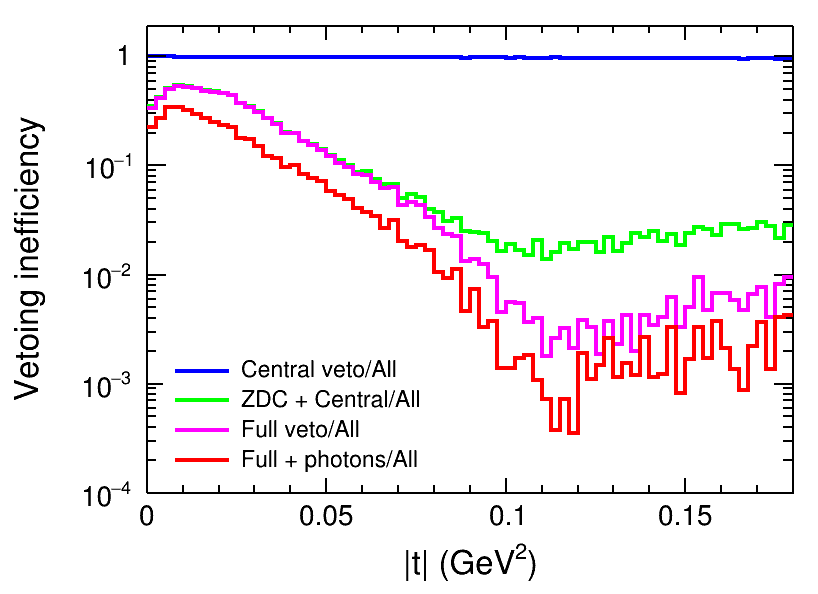 Vetoing inefficiency
1
10⁻¹
10⁻²
10⁻³
10⁻⁴
Central veto/All
ZDC + Central/All
Full veto/All
Full + photons/All
0 0.05 0.1 0.15
|t| (GeV²)